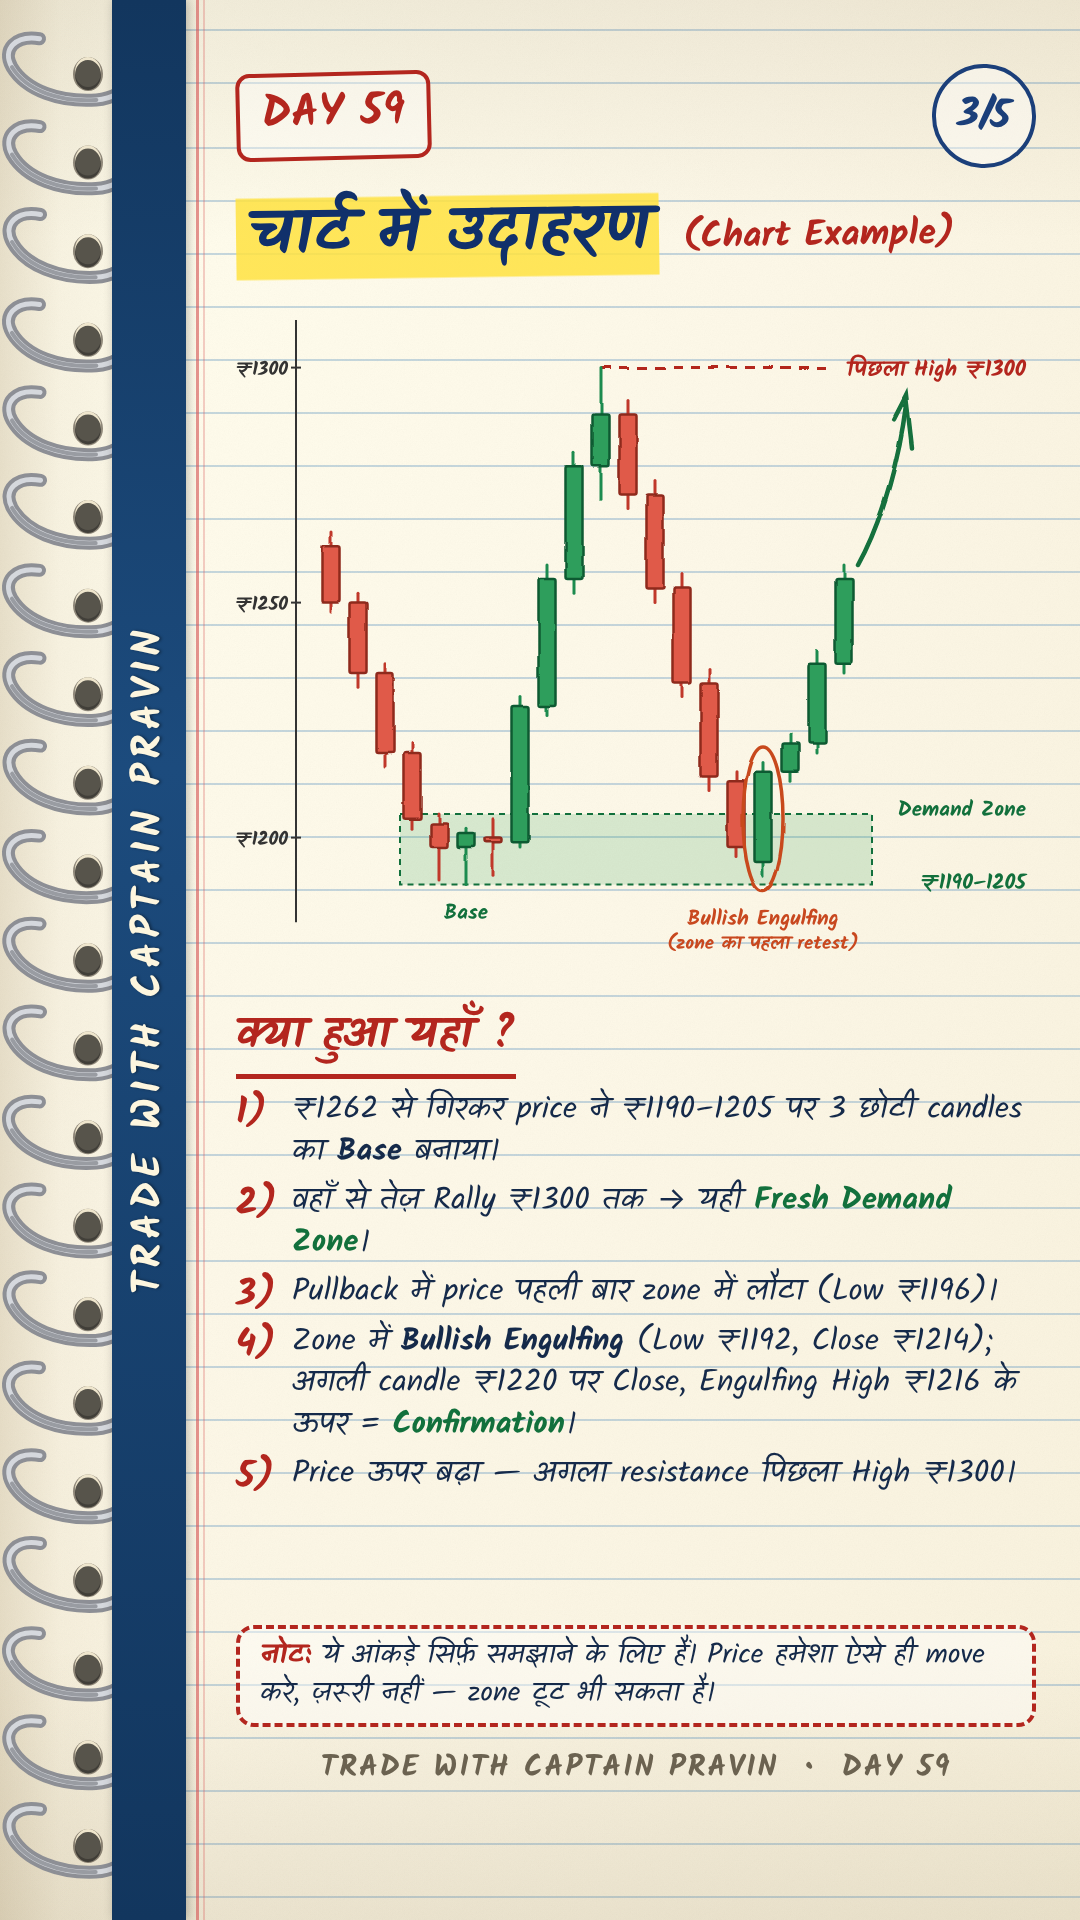 DAY 59
3/5
चार्ट में उदाहरण (Chart Example)
₹1300
पिछला High ₹1300
₹1250
Demand Zone
₹1200
₹1190–1205
Base
Bullish Engulfing
(zone का पहला retest)
क्या हुआ यहाँ ?
1) ₹1262 से गिरकर price ने ₹1190–1205 पर 3 छोटी candles
का Base बनाया।
2) वहाँ से तेज़ Rally ₹1300 तक → यही Fresh Demand
Zone।
3) Pullback में price पहली बार zone में लौटा (Low ₹1196)।
4) Zone में Bullish Engulfing (Low ₹1192, Close ₹1214);
अगली candle ₹1220 पर Close, Engulfing High ₹1216 के
ऊपर = Confirmation।
5) Price ऊपर बढ़ा — अगला resistance पिछला High ₹1300।
नोट: ये आंकड़े सिर्फ़ समझाने के लिए हैं। Price हमेशा ऐसे ही move
करे, ज़रूरी नहीं — zone टूट भी सकता है।
TRADE WITH CAPTAIN PRAVIN · DAY 59
TRADE WITH CAPTAIN PRAVIN